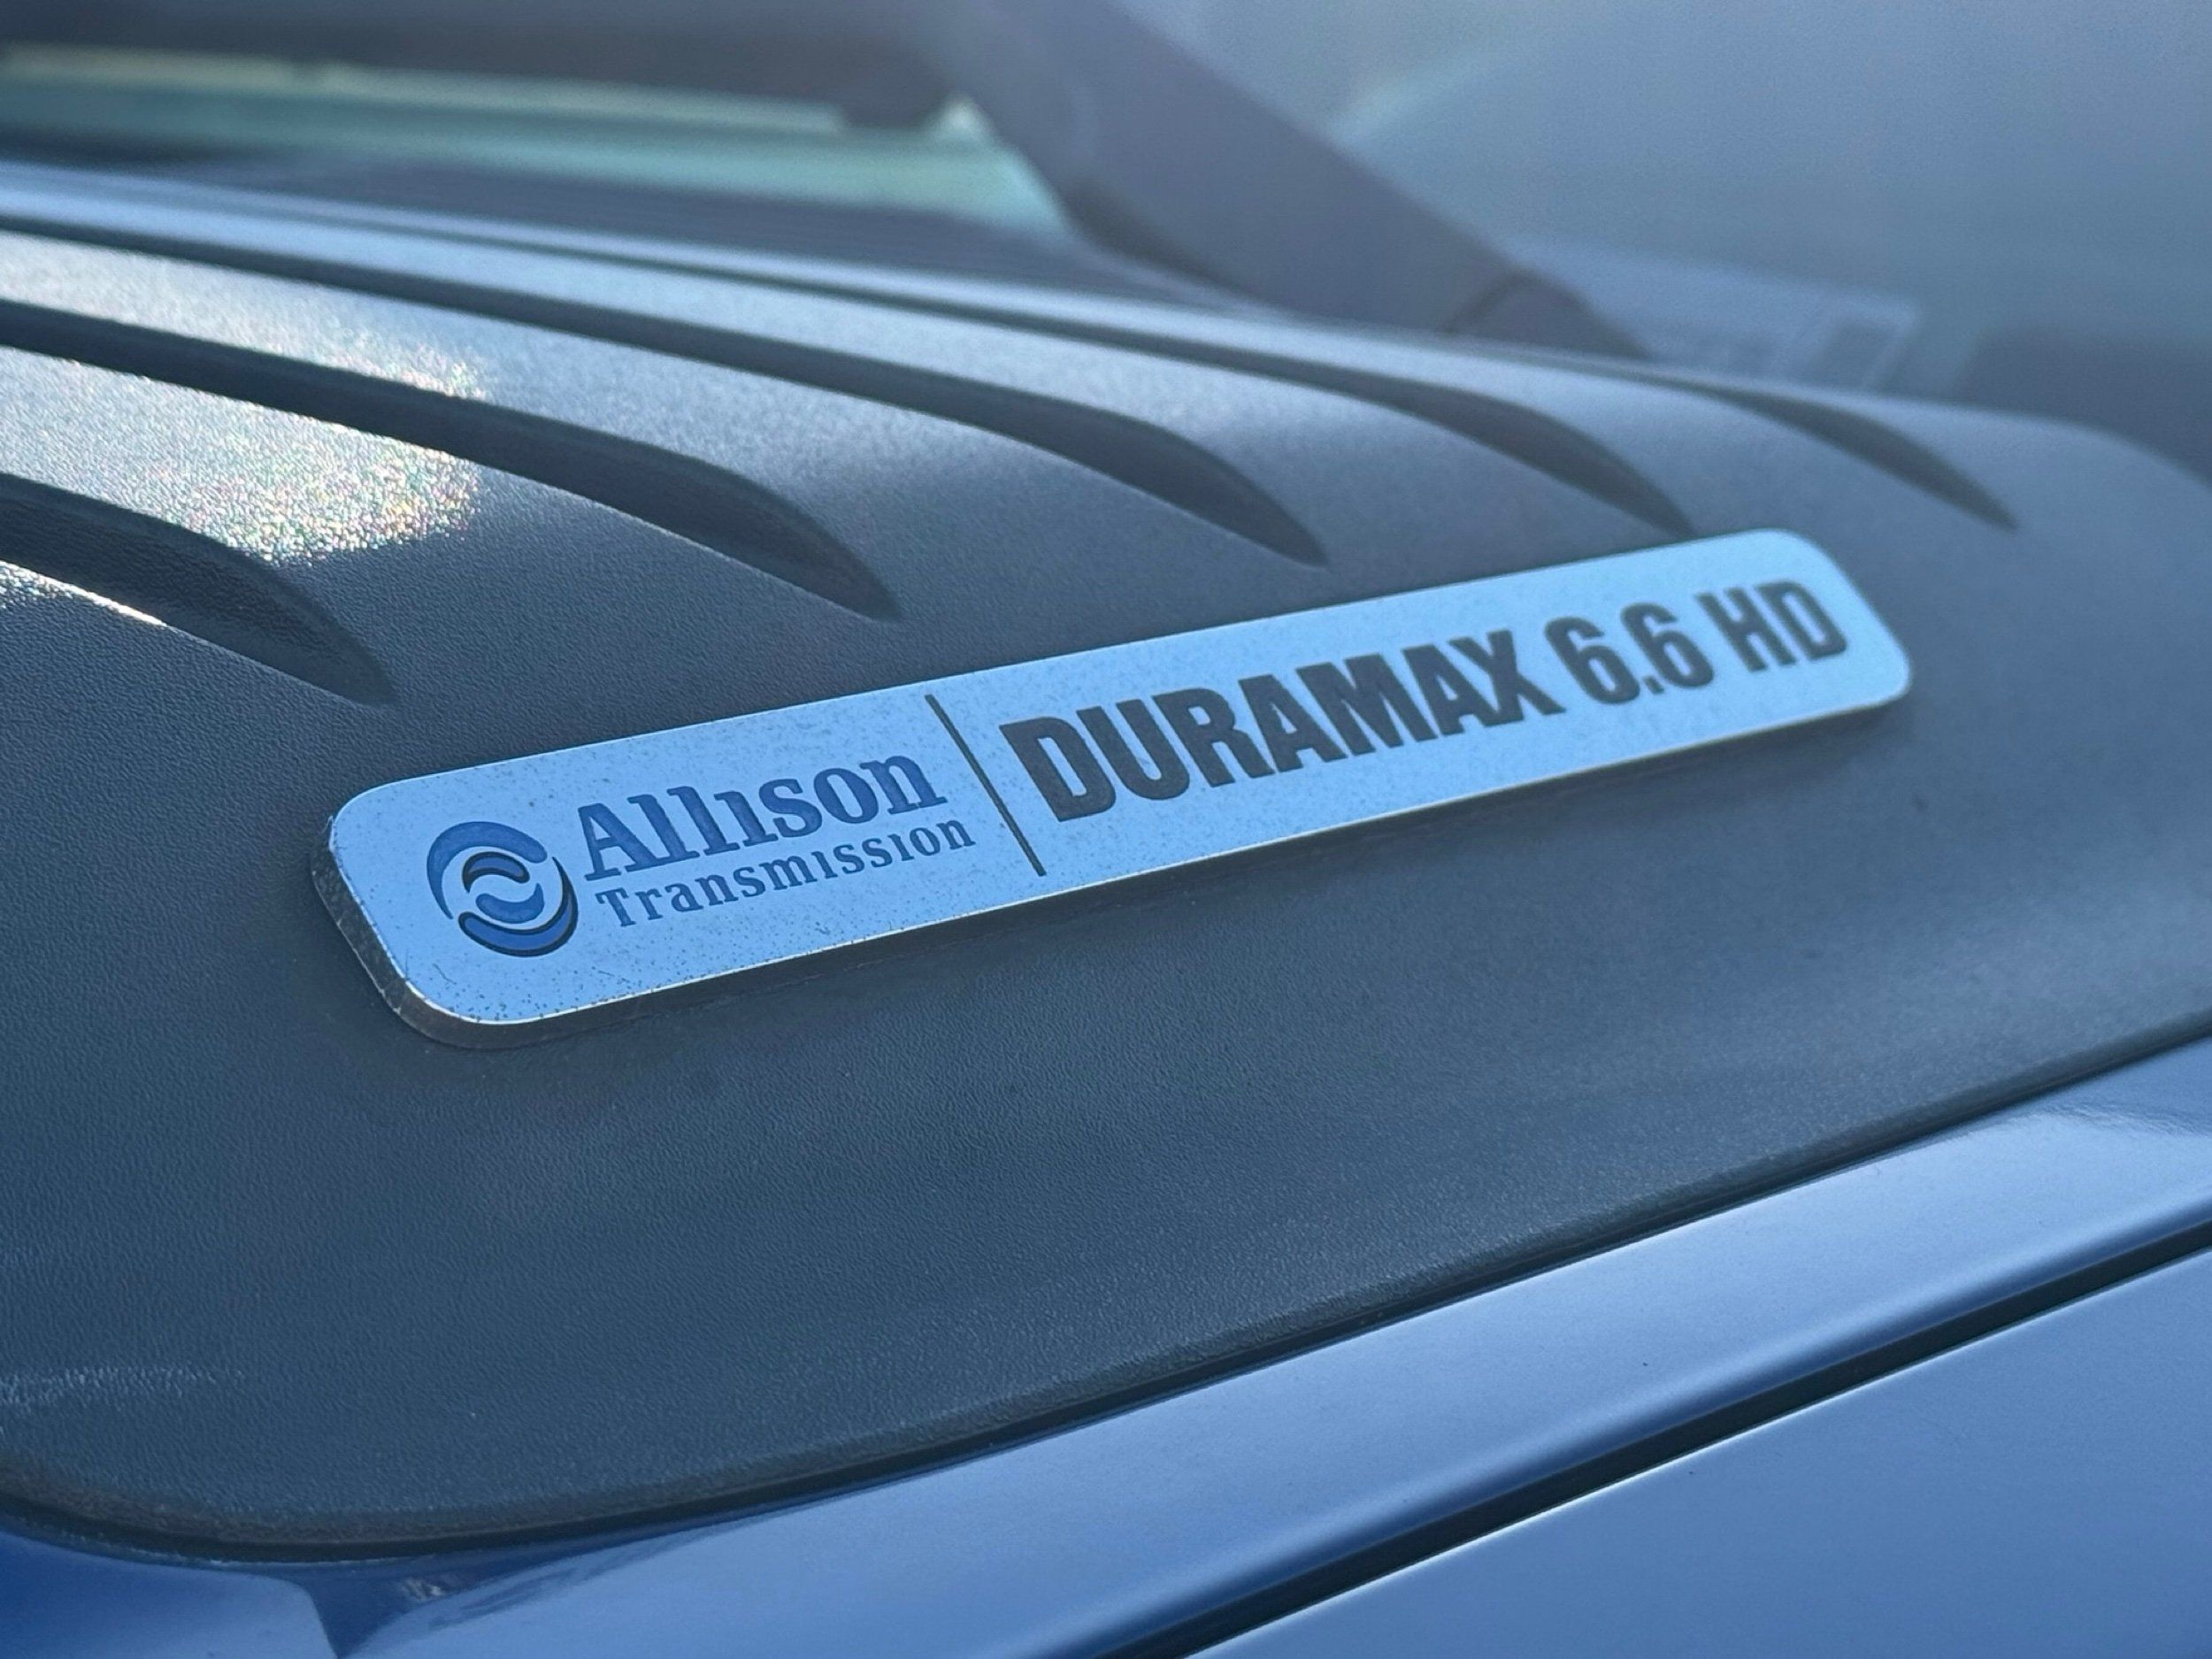 Allison
Transmission
DURAMAX 6.6 HD